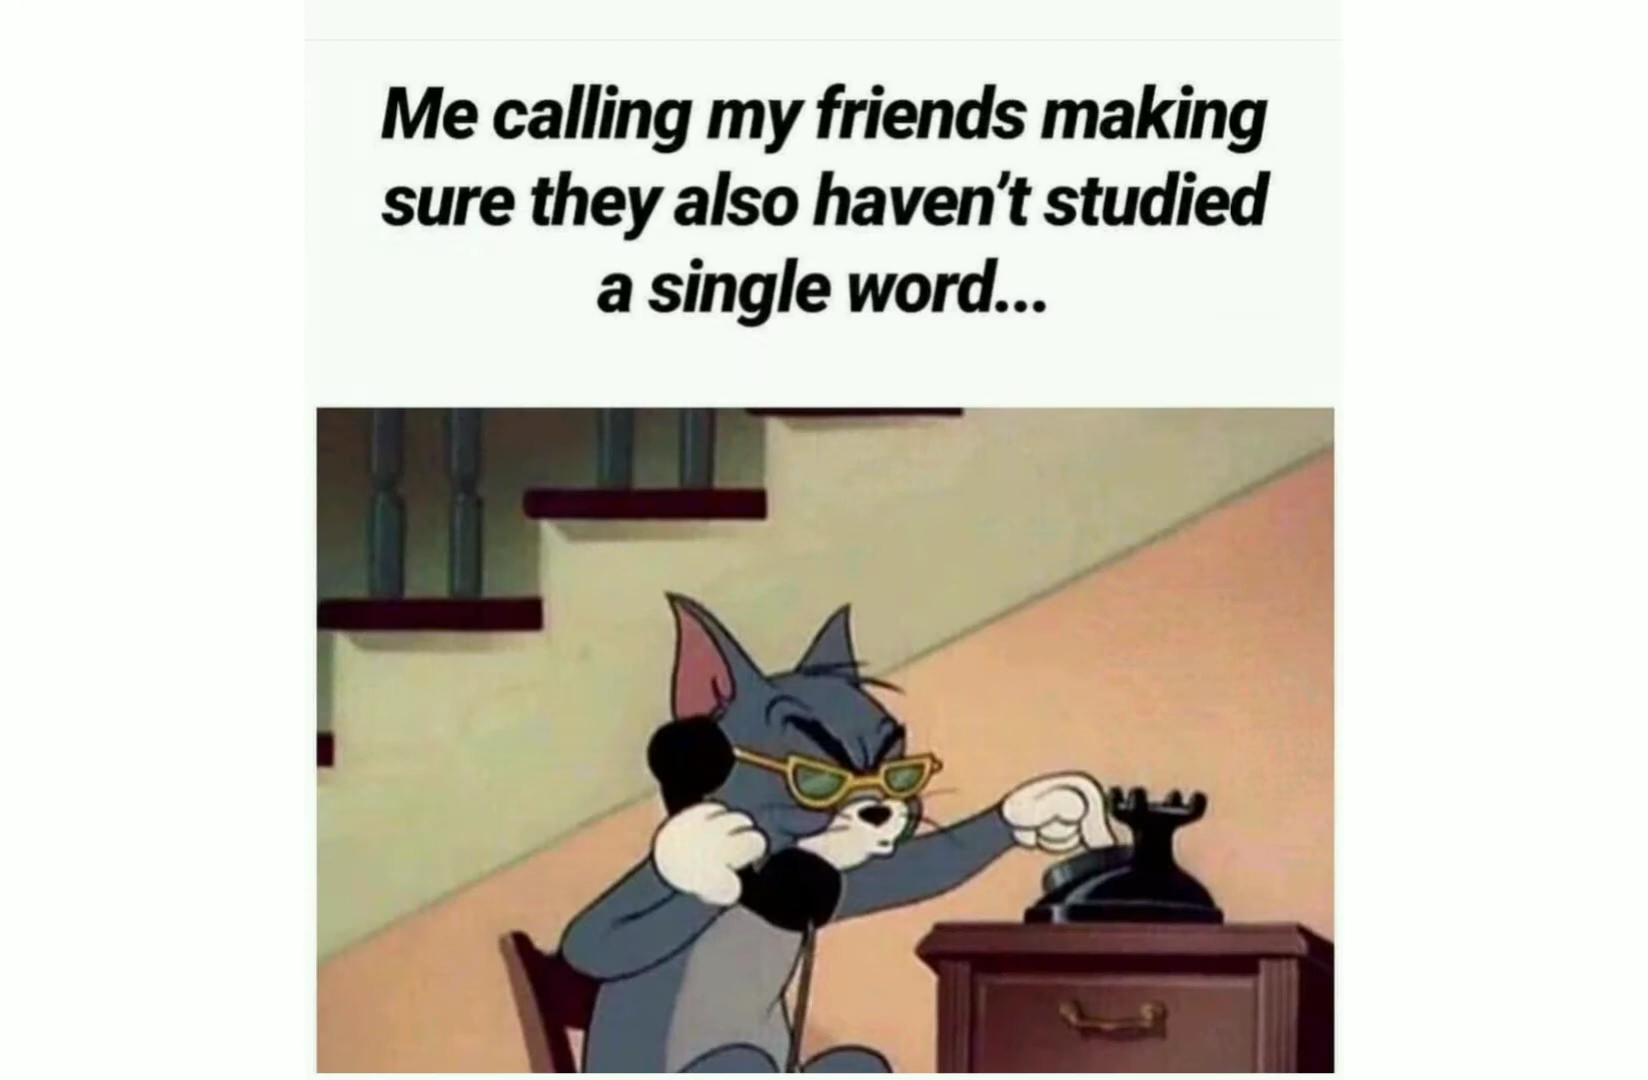 Me calling my friends making
sure they also haven’t studied
a single word...